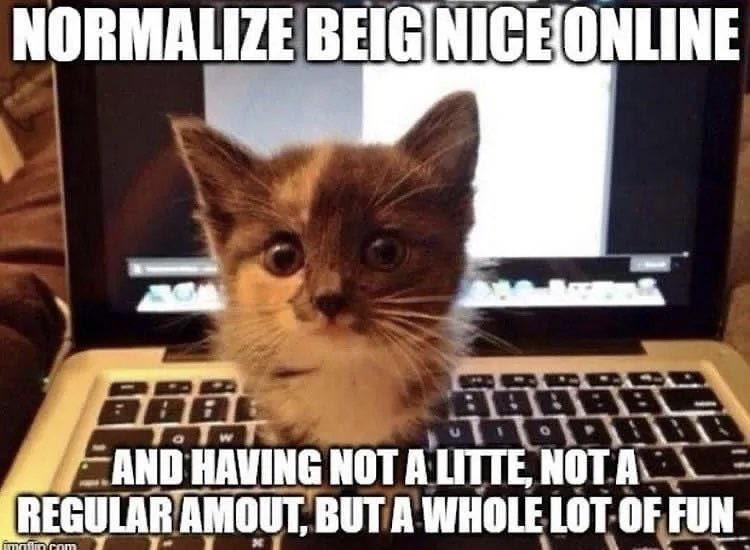 NORMALIZE BEIG NICE ONLINE
Q W U I O P
AND HAVING NOT A LITTE, NOT A
REGULAR AMOUT, BUT A WHOLE LOT OF FUN
imgflip.com